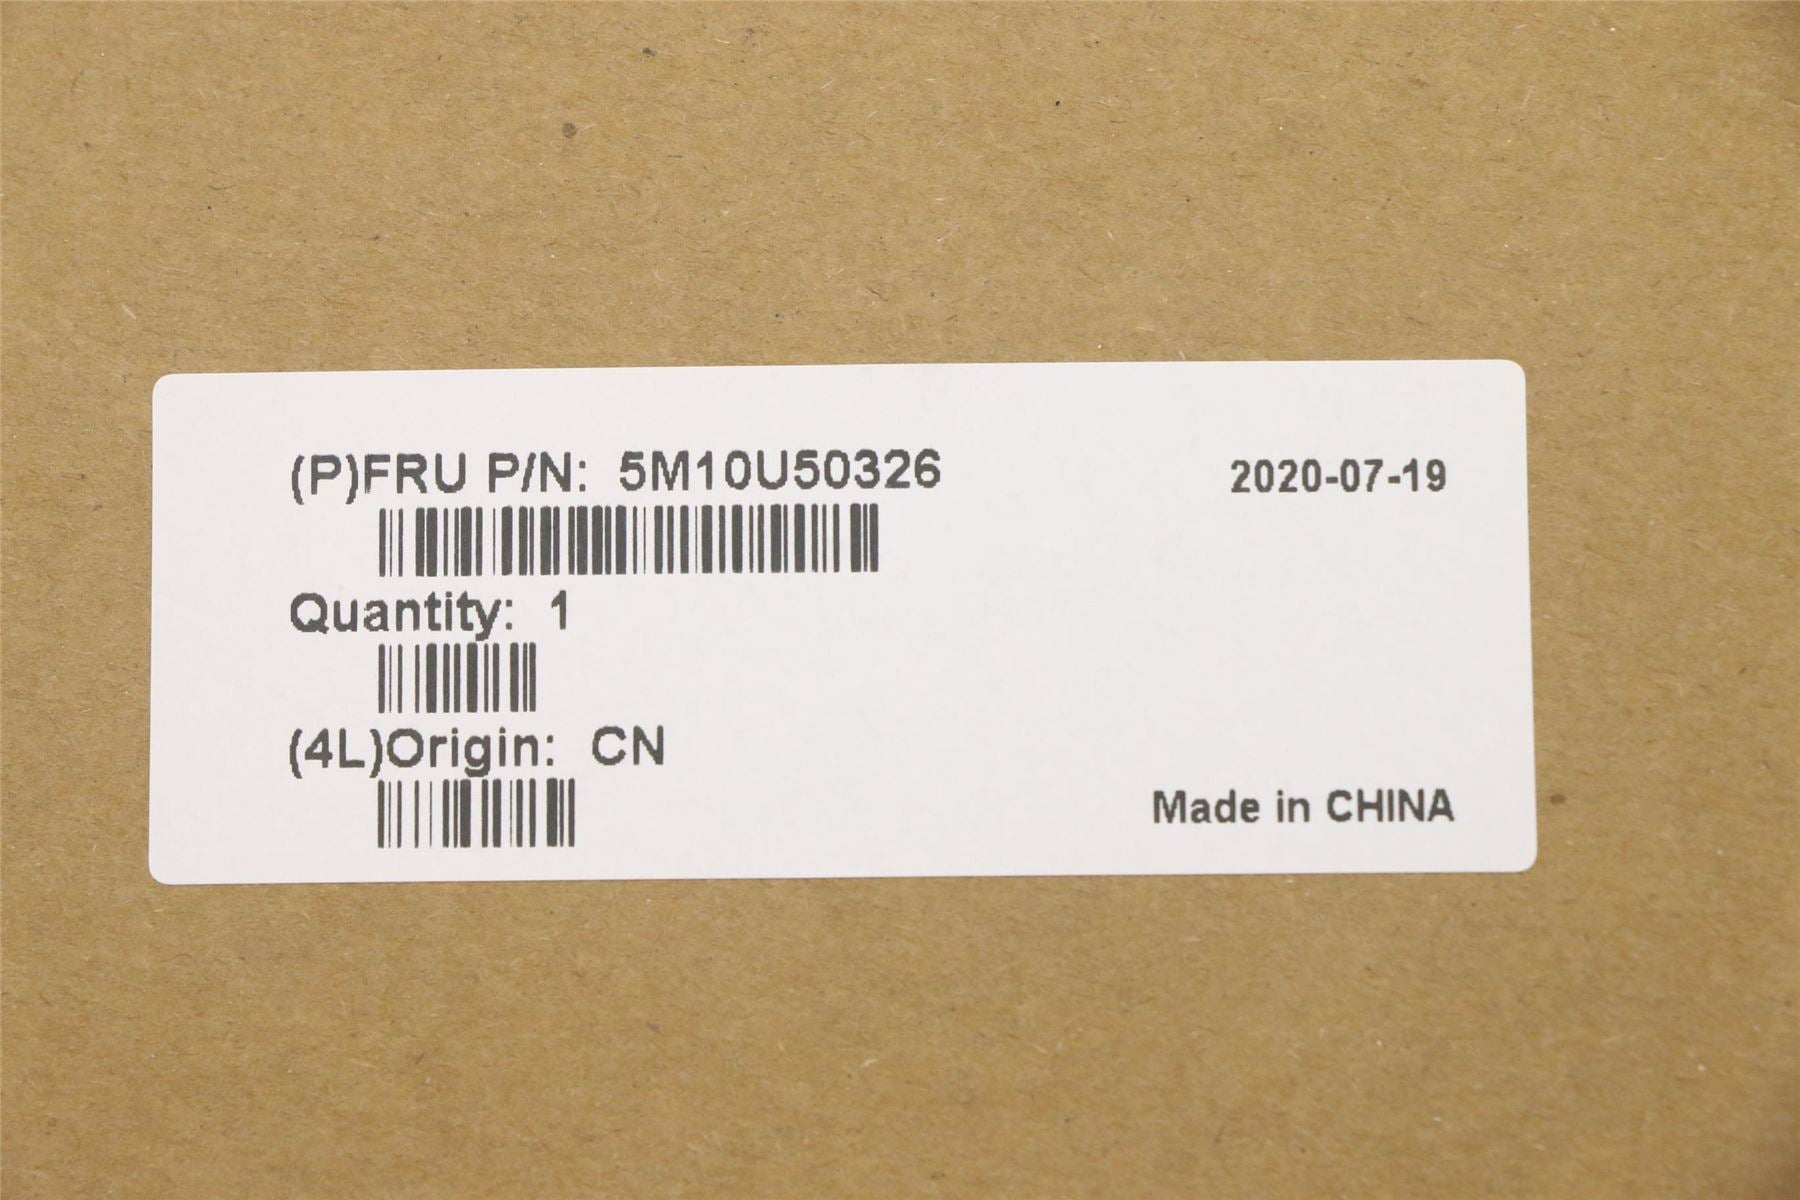 (P)FRU P/N: 5M10U50326
2020-07-19
Quantity: 1
(4L)Origin: CN
Made in CHINA